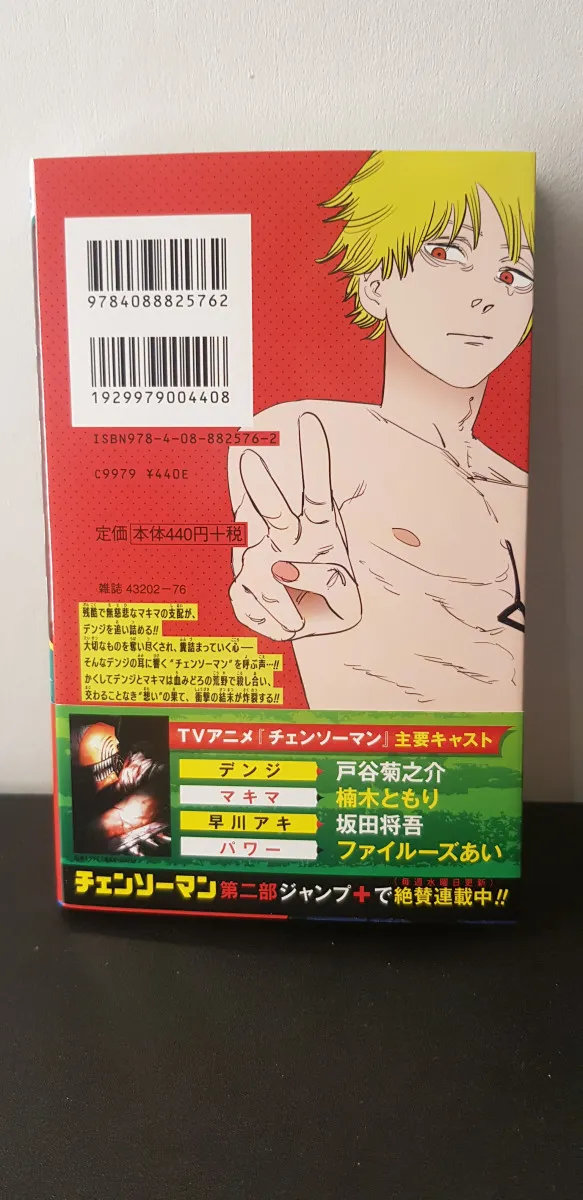 9784088825762
1929979004408
ISBN978-4-08-882576-2
C9979 ¥440E
定価 本体440円+税
雑誌 43202-76
残酷で無慈悲なマキマの支配が、
デンジを追い詰める!!
大切なものを奪い尽くされ、糞詰まっていく心―
そんなデンジの耳に響く“チェンソーマン”を呼ぶ声…!!
かくしてデンジとマキマは血みどろの荒野で殺し合い、
交わることなき“想い”の果て、衝撃の結末が炸裂する!!
TVアニメ『チェンソーマン』主要キャスト
デンジ 戸谷菊之介
マキマ 楠木ともり
早川アキ 坂田将吾
パワー ファイルーズあい
[毎週水曜日更新]
チェンソーマン 第二部 ジャンプ+で絶賛連載中!!